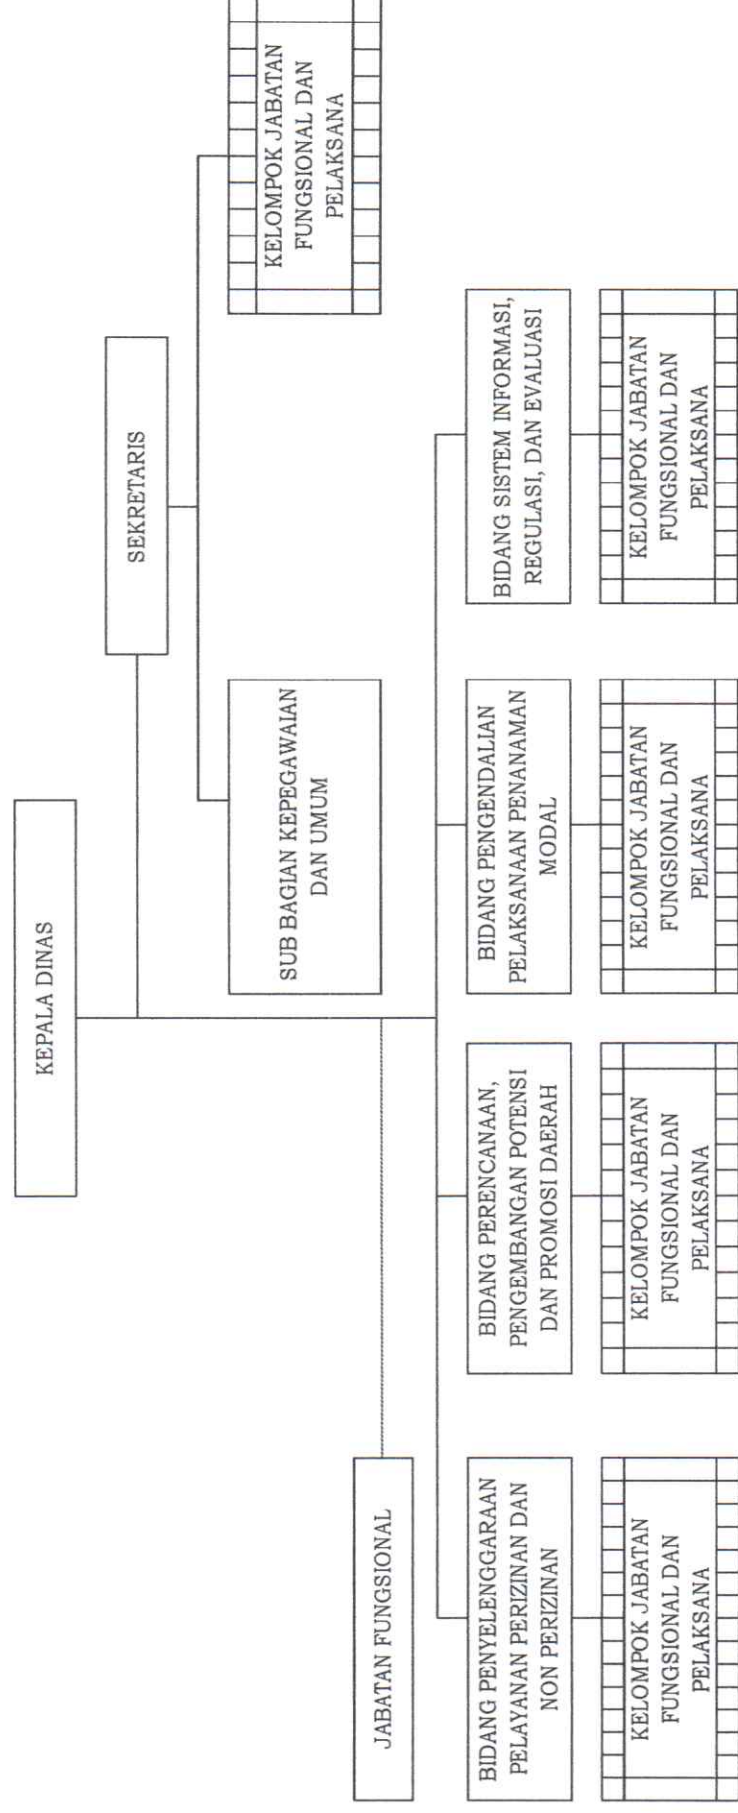 KEPALA DINAS
SEKRETARIS
SUB BAGIAN KEPEGAWAIAN
DAN UMUM
KELOMPOK JABATAN
FUNGSIONAL DAN
PELAKSANA
JABATAN FUNGSIONAL
BIDANG PENYELENGGARAAN
PELAYANAN PERIZINAN DAN
NON PERIZINAN
BIDANG PERENCANAAN,
PENGEMBANGAN POTENSI
DAN PROMOSI DAERAH
BIDANG PENGENDALIAN
PELAKSANAAN PENANAMAN
MODAL
BIDANG SISTEM INFORMASI,
REGULASI, DAN EVALUASI
KELOMPOK JABATAN
FUNGSIONAL DAN
PELAKSANA
KELOMPOK JABATAN
FUNGSIONAL DAN
PELAKSANA
KELOMPOK JABATAN
FUNGSIONAL DAN
PELAKSANA
KELOMPOK JABATAN
FUNGSIONAL DAN
PELAKSANA